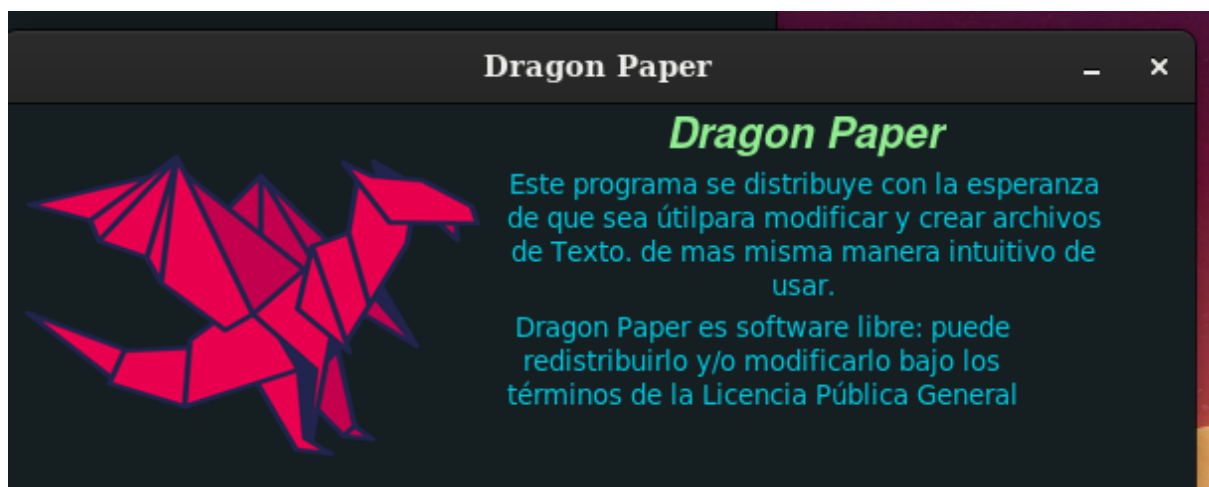 Dragon Paper
Dragon Paper
Este programa se distribuye con la esperanza
de que sea útilpara modificar y crear archivos
de Texto. de mas misma manera intuitivo de
usar.
Dragon Paper es software libre: puede
redistribuirlo y/o modificarlo bajo los
términos de la Licencia Pública General